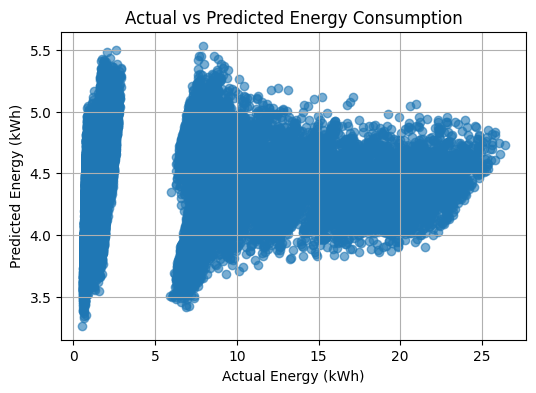 Actual vs Predicted Energy Consumption
Predicted Energy (kWh)
5.5
5.0
4.5
4.0
3.5
0 5 10 15 20 25
Actual Energy (kWh)